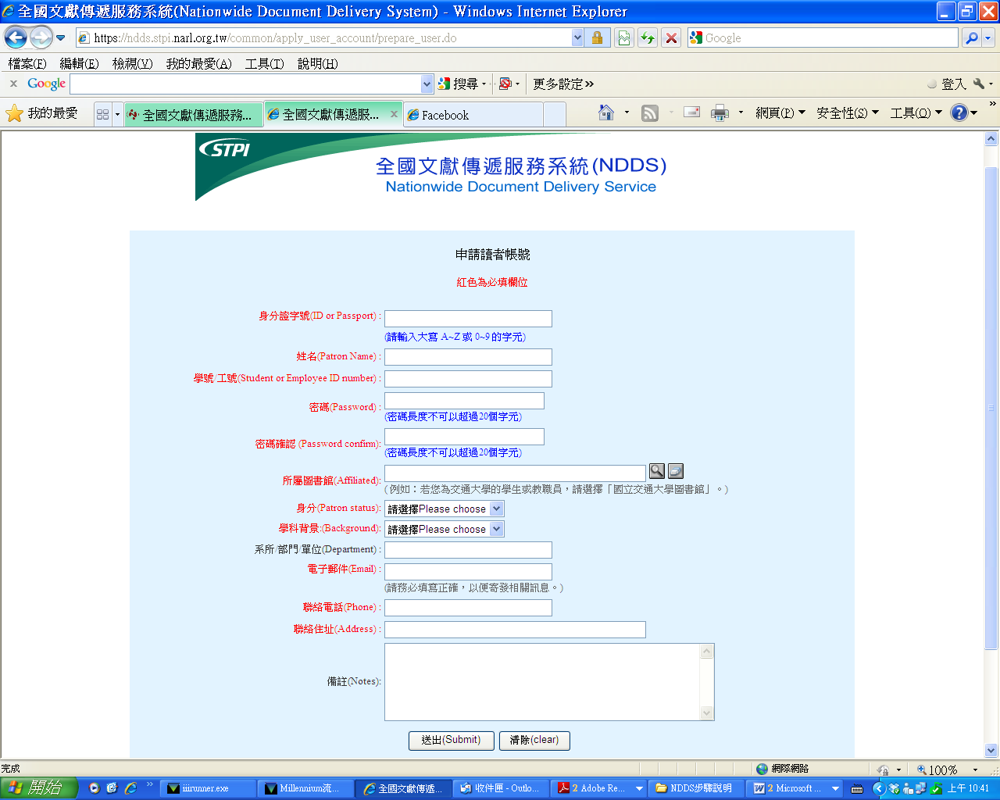 全國文獻傳遞服務系統(Nationwide Document Delivery System) - Windows Internet Explorer
https://ndds.stpi.narl.org.tw/common/apply_user_account/prepare_user.do
Google
檔案(F) 編輯(E) 檢視(V) 我的最愛(A) 工具(T) 說明(H)
Google 搜尋 更多設定 >> 登入
我的最愛 全國文獻傳遞服務... 全國文獻傳遞服... Facebook 網頁(P) 安全性(S) 工具(O)
STPI
全國文獻傳遞服務系統(NDDS)
Nationwide Document Delivery Service
申請讀者帳號
紅色為必填欄位
身分證字號(ID or Passport) :
(請輸入大寫 A~Z 或 0~9 的字元)
姓名(Patron Name) :
學號/工號(Student or Employee ID number) :
密碼(Password) :
(密碼長度不可以超過20個字元)
密碼確認 (Password confirm):
(密碼長度不可以超過20個字元)
所屬圖書館(Affiliated):
( 例如：若您為交通大學的學生或教職員，請選擇「國立交通大學圖書館」。)
身分(Patron status): 請選擇Please choose
學科背景:(Background): 請選擇Please choose
系所/部門/單位(Department) :
電子郵件(Email) :
(請務必填寫正確，以便寄發相關訊息。)
聯絡電話(Phone) :
聯絡住址(Address) :
備註(Notes):
送出(Submit) 清除(clear)
完成 網際網路 100%
開始 iiirunner.exe Millennium流... 全國文獻傳遞... 收件匣 - Outlo... 2 Adobe Re... NDDS步驟說明 2 Microsoft ... 上午 10:41